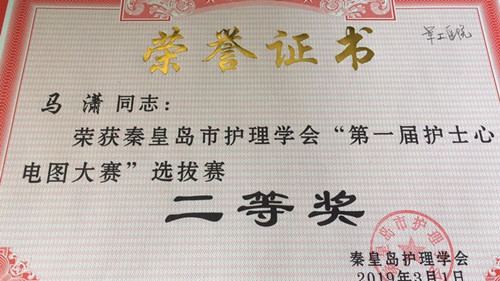 荣誉证书
军工医院
马潇同志：
荣获秦皇岛市护理学会“第一届护士心
电图大赛”选拔赛
二等奖
秦皇岛护理学会
2019年3月1日